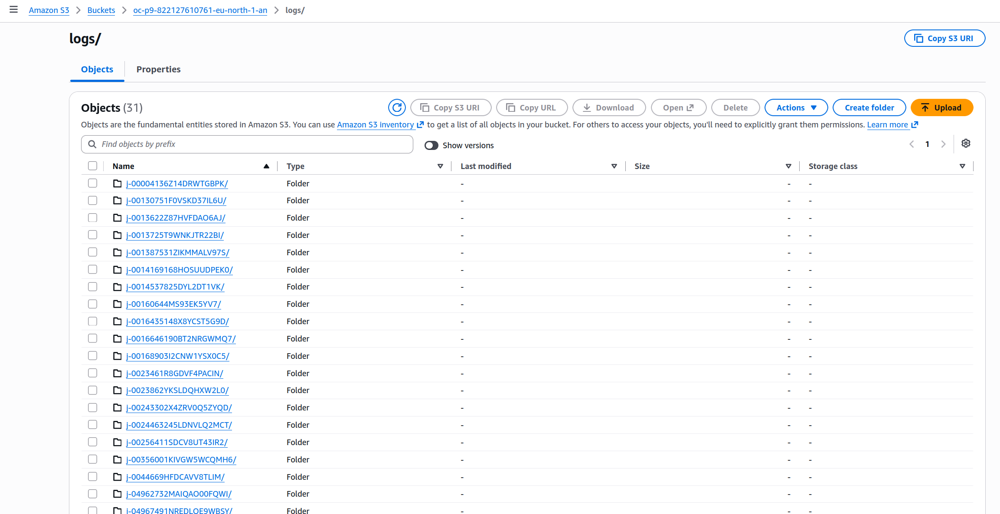 Amazon S3 > Buckets > oc-p9-822127610761-eu-north-1-an > logs/
logs/
Copy S3 URI
Objects Properties
Objects (31)
Copy S3 URI Copy URL Download Open Delete Actions Create folder Upload
Objects are the fundamental entities stored in Amazon S3. You can use Amazon S3 inventory to get a list of all objects in your bucket. For others to access your objects, you'll need to explicitly grant them permissions. Learn more
Find objects by prefix
Show versions
1
Name Type Last modified Size Storage class
j-00004136Z14DRWTGBPK/ Folder - - -
j-00130751F0VSKD37IL6U/ Folder - - -
j-0013622Z87HVFDAO6AJ/ Folder - - -
j-0013725T9WNKJTR22BI/ Folder - - -
j-001387531ZIKMMALV97S/ Folder - - -
j-0014169168HOSUUDPEK0/ Folder - - -
j-0014537825DYL2DT1VK/ Folder - - -
j-00160644MS93EK5YV7/ Folder - - -
j-0016435148X8YCST5G9D/ Folder - - -
j-0016646190BT2NRGWMQ7/ Folder - - -
j-00168903I2CNW1YSX0C5/ Folder - - -
j-0023461R8GDVF4PACIN/ Folder - - -
j-0023862YKSLDQHXW2L0/ Folder - - -
j-00243302X4ZRV0Q5ZYQD/ Folder - - -
j-0024463245LDNVLQ2MCT/ Folder - - -
j-00256411SDCV8UT43IR2/ Folder - - -
j-00356001KIVGW5WCQMH6/ Folder - - -
j-0044669HFDCAVV8TLIM/ Folder - - -
j-04962732MAIQAO00FQWI/ Folder - - -
j-04967491NREDLOE9WBSY/ Folder - - -